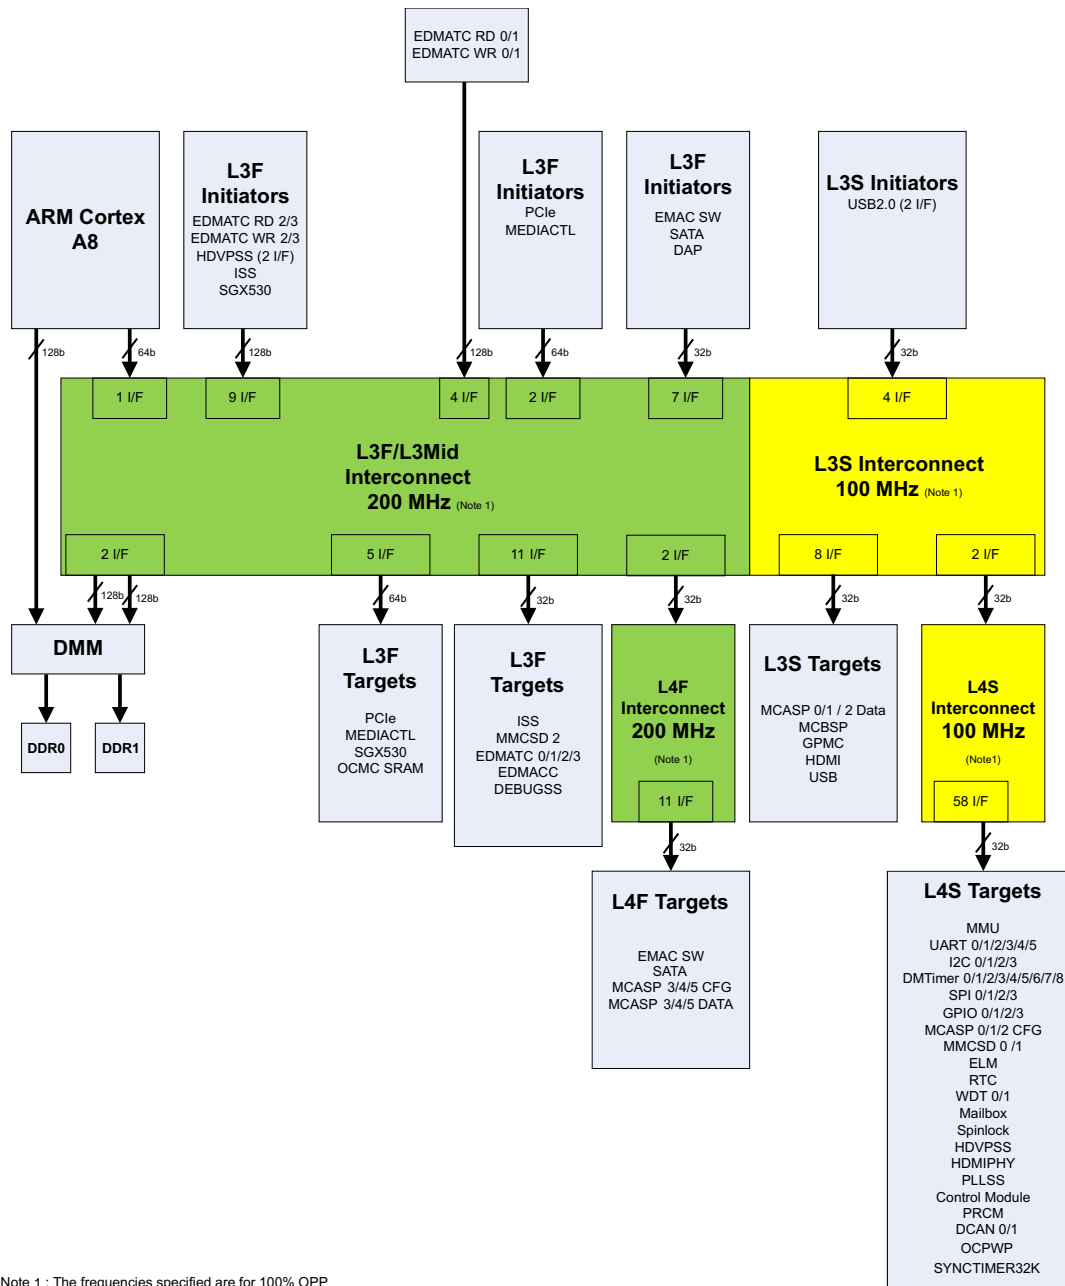 EDMATC RD 0/1
EDMATC WR 0/1
ARM Cortex
A8
L3F
Initiators
EDMATC RD 2/3
EDMATC WR 2/3
HDVPSS (2 I/F)
ISS
SGX530
L3F
Initiators
PCIe
MEDIACTL
L3F
Initiators
EMAC SW
SATA
DAP
L3S Initiators
USB2.0 (2 I/F)
128b
64b
128b
128b
64b
32b
32b
1 I/F
9 I/F
4 I/F
2 I/F
7 I/F
4 I/F
L3F/L3Mid
Interconnect
200 MHz (Note 1)
L3S Interconnect
100 MHz (Note 1)
2 I/F
5 I/F
11 I/F
2 I/F
8 I/F
2 I/F
128b
128b
64b
32b
32b
32b
32b
DMM
DDR0
DDR1
L3F
Targets
PCIe
MEDIACTL
SGX530
OCMC SRAM
L3F
Targets
ISS
MMCSD 2
EDMATC 0/1/2/3
EDMACC
DEBUGSS
L4F
Interconnect
200 MHz
(Note 1)
11 I/F
L3S Targets
MCASP 0/1 / 2 Data
MCBSP
GPMC
HDMI
USB
L4S
Interconnect
100 MHz
(Note1)
58 I/F
32b
32b
L4F Targets
EMAC SW
SATA
MCASP 3/4/5 CFG
MCASP 3/4/5 DATA
L4S Targets
MMU
UART 0/1/2/3/4/5
I2C 0/1/2/3
DMTimer 0/1/2/3/4/5/6/7/8
SPI 0/1/2/3
GPIO 0/1/2/3
MCASP 0/1/2 CFG
MMCSD 0 /1
ELM
RTC
WDT 0/1
Mailbox
Spinlock
HDVPSS
HDMIPHY
PLLSS
Control Module
PRCM
DCAN 0/1
OCPWP
SYNCTIMER32K
Note 1 : The frequencies specified are for 100% OPP